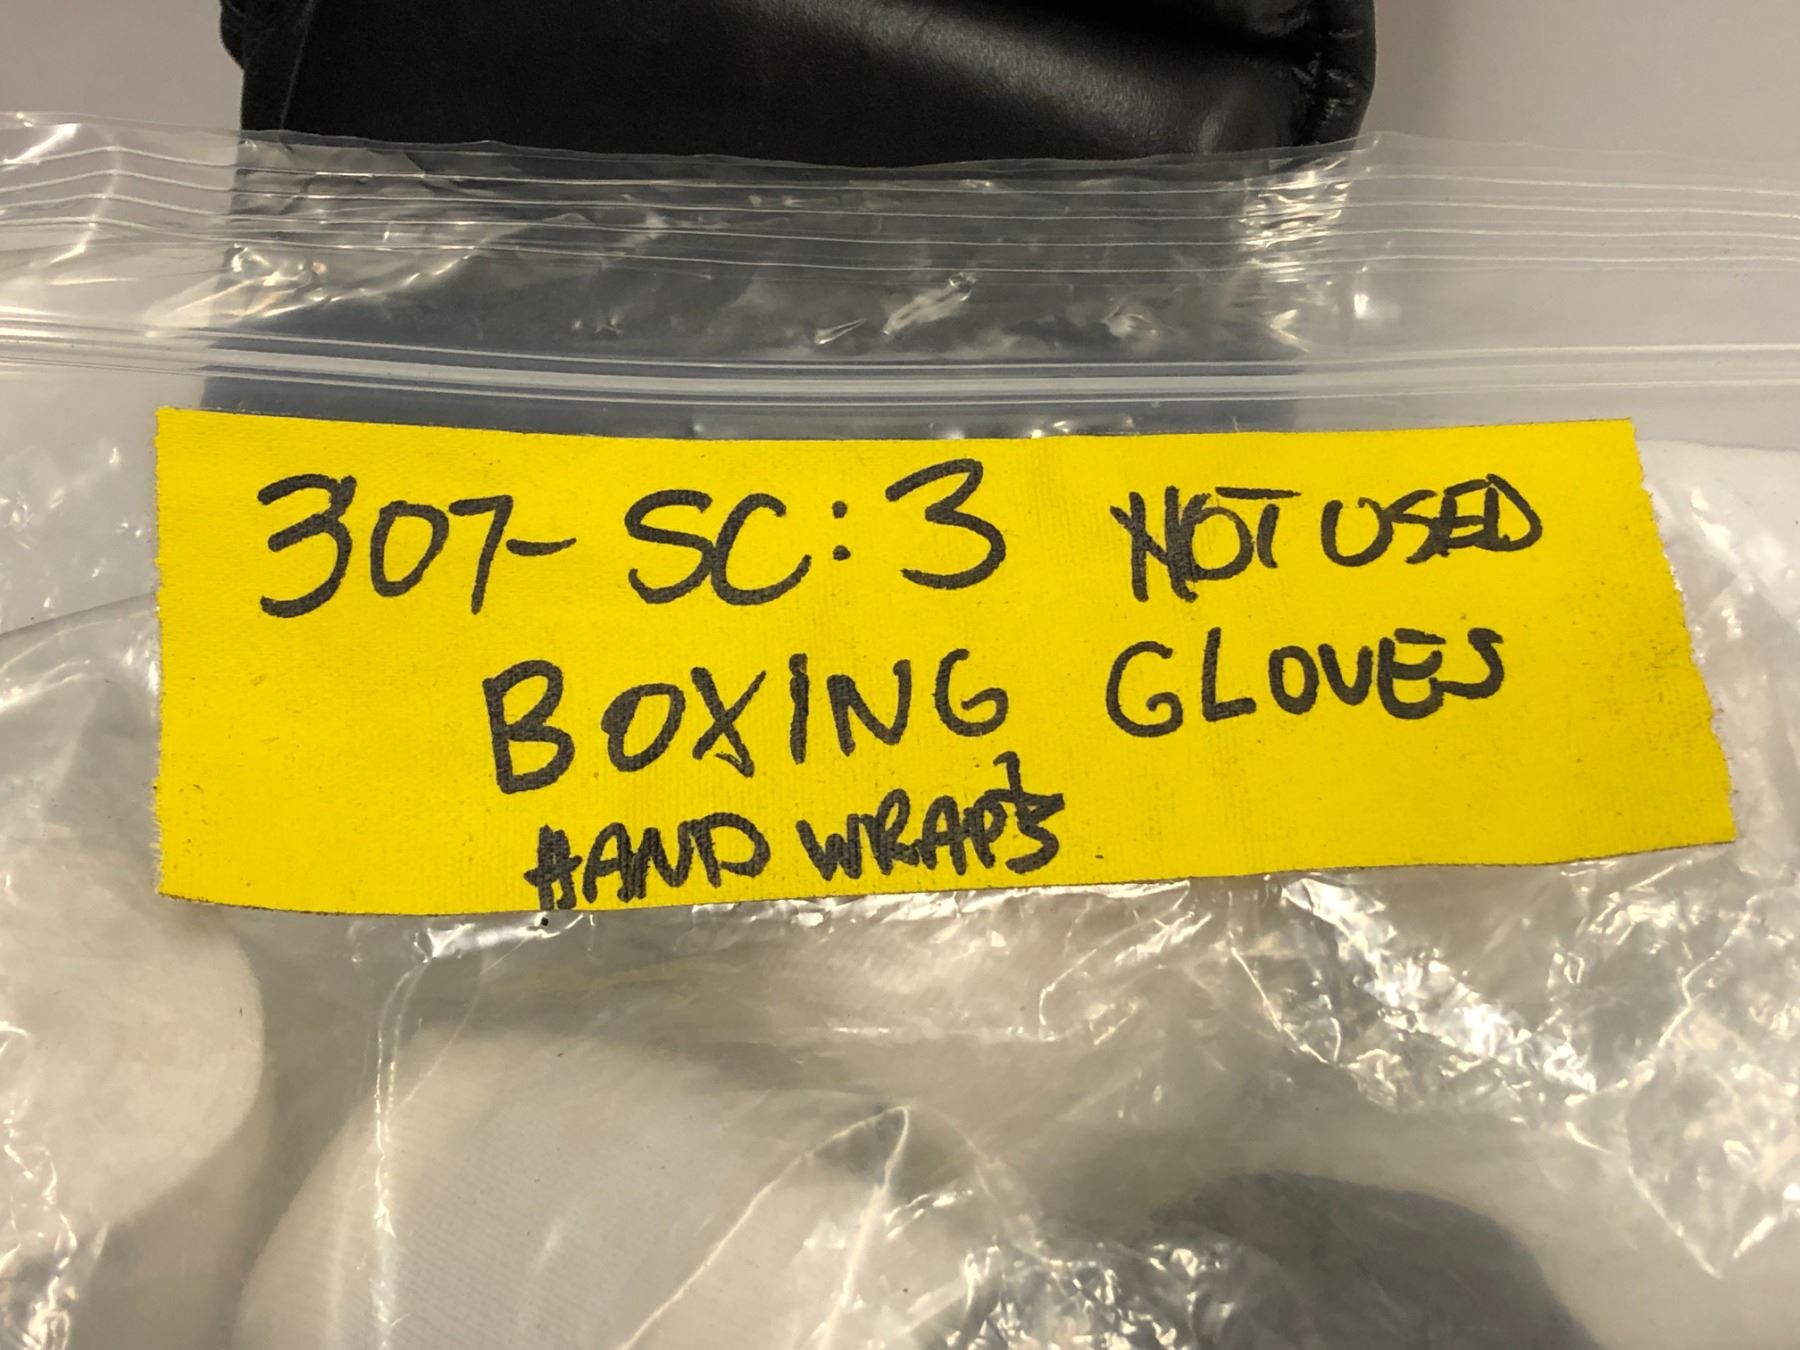 307- SC: 3 NOT USED
BOXING GLOVES
HAND WRAPS